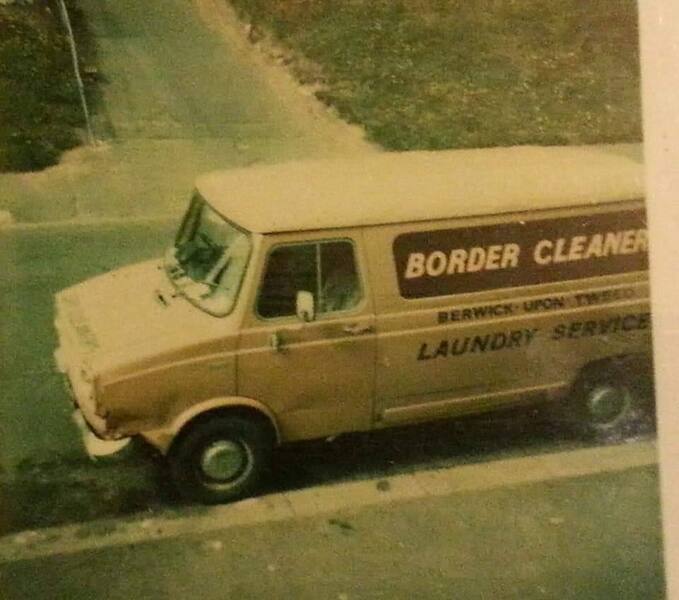 BORDER CLEANER
BERWICK-UPON TWEED
LAUNDRY SERVICE